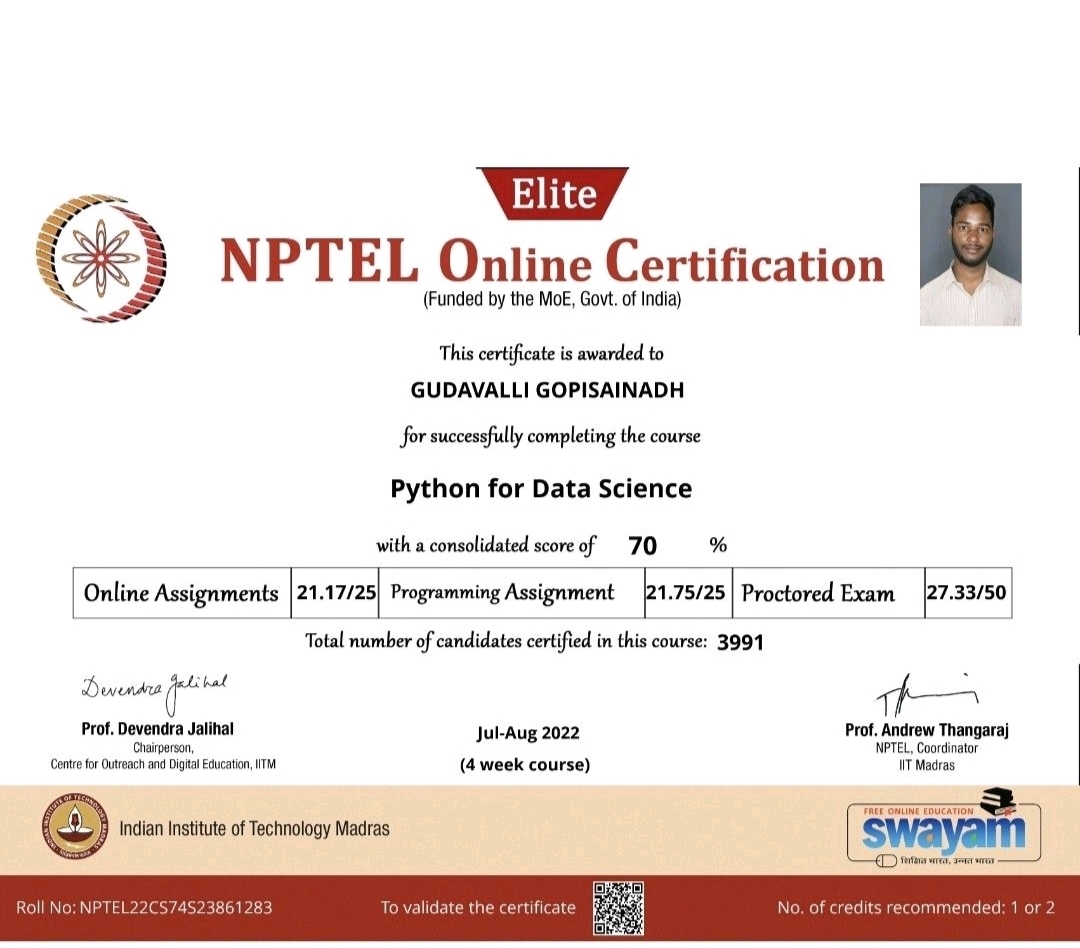 Elite
NPTEL Online Certification
(Funded by the MoE, Govt. of India)
This certificate is awarded to
GUDAVALLI GOPISAINADH
for successfully completing the course
Python for Data Science
with a consolidated score of 70 %
Online Assignments 21.17/25 Programming Assignment 21.75/25 Proctored Exam 27.33/50
Total number of candidates certified in this course: 3991
Devendra Jalihal
Prof. Devendra Jalihal
Chairperson,
Centre for Outreach and Digital Education, IITM
Jul-Aug 2022
(4 week course)
Prof. Andrew Thangaraj
NPTEL, Coordinator
IIT Madras
INDIAN INSTITUTE OF TECHNOLOGY MADRAS
Indian Institute of Technology Madras
FREE ONLINE EDUCATION
swayam
शिक्षित भारत, उन्नत भारत
Roll No: NPTEL22CS74S23861283
To validate the certificate
No. of credits recommended: 1 or 2